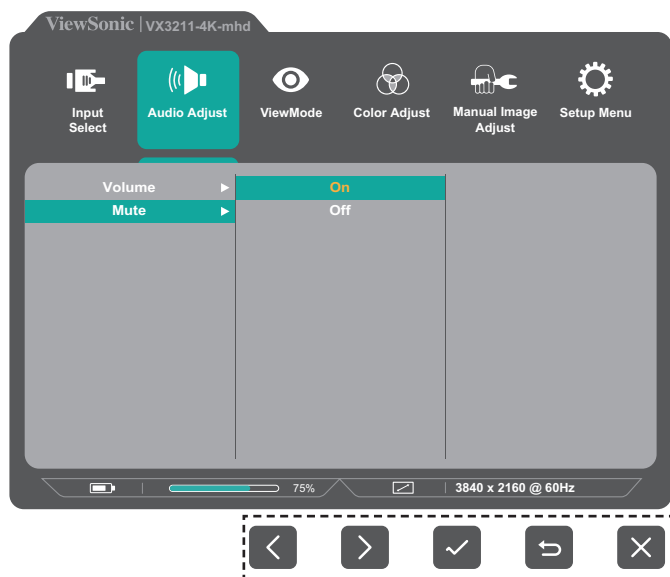 ViewSonic | VX3211-4K-mhd
Input Select
Audio Adjust
ViewMode
Color Adjust
Manual Image Adjust
Setup Menu
Volume
On
Mute
Off
75%
3840 x 2160 @ 60Hz